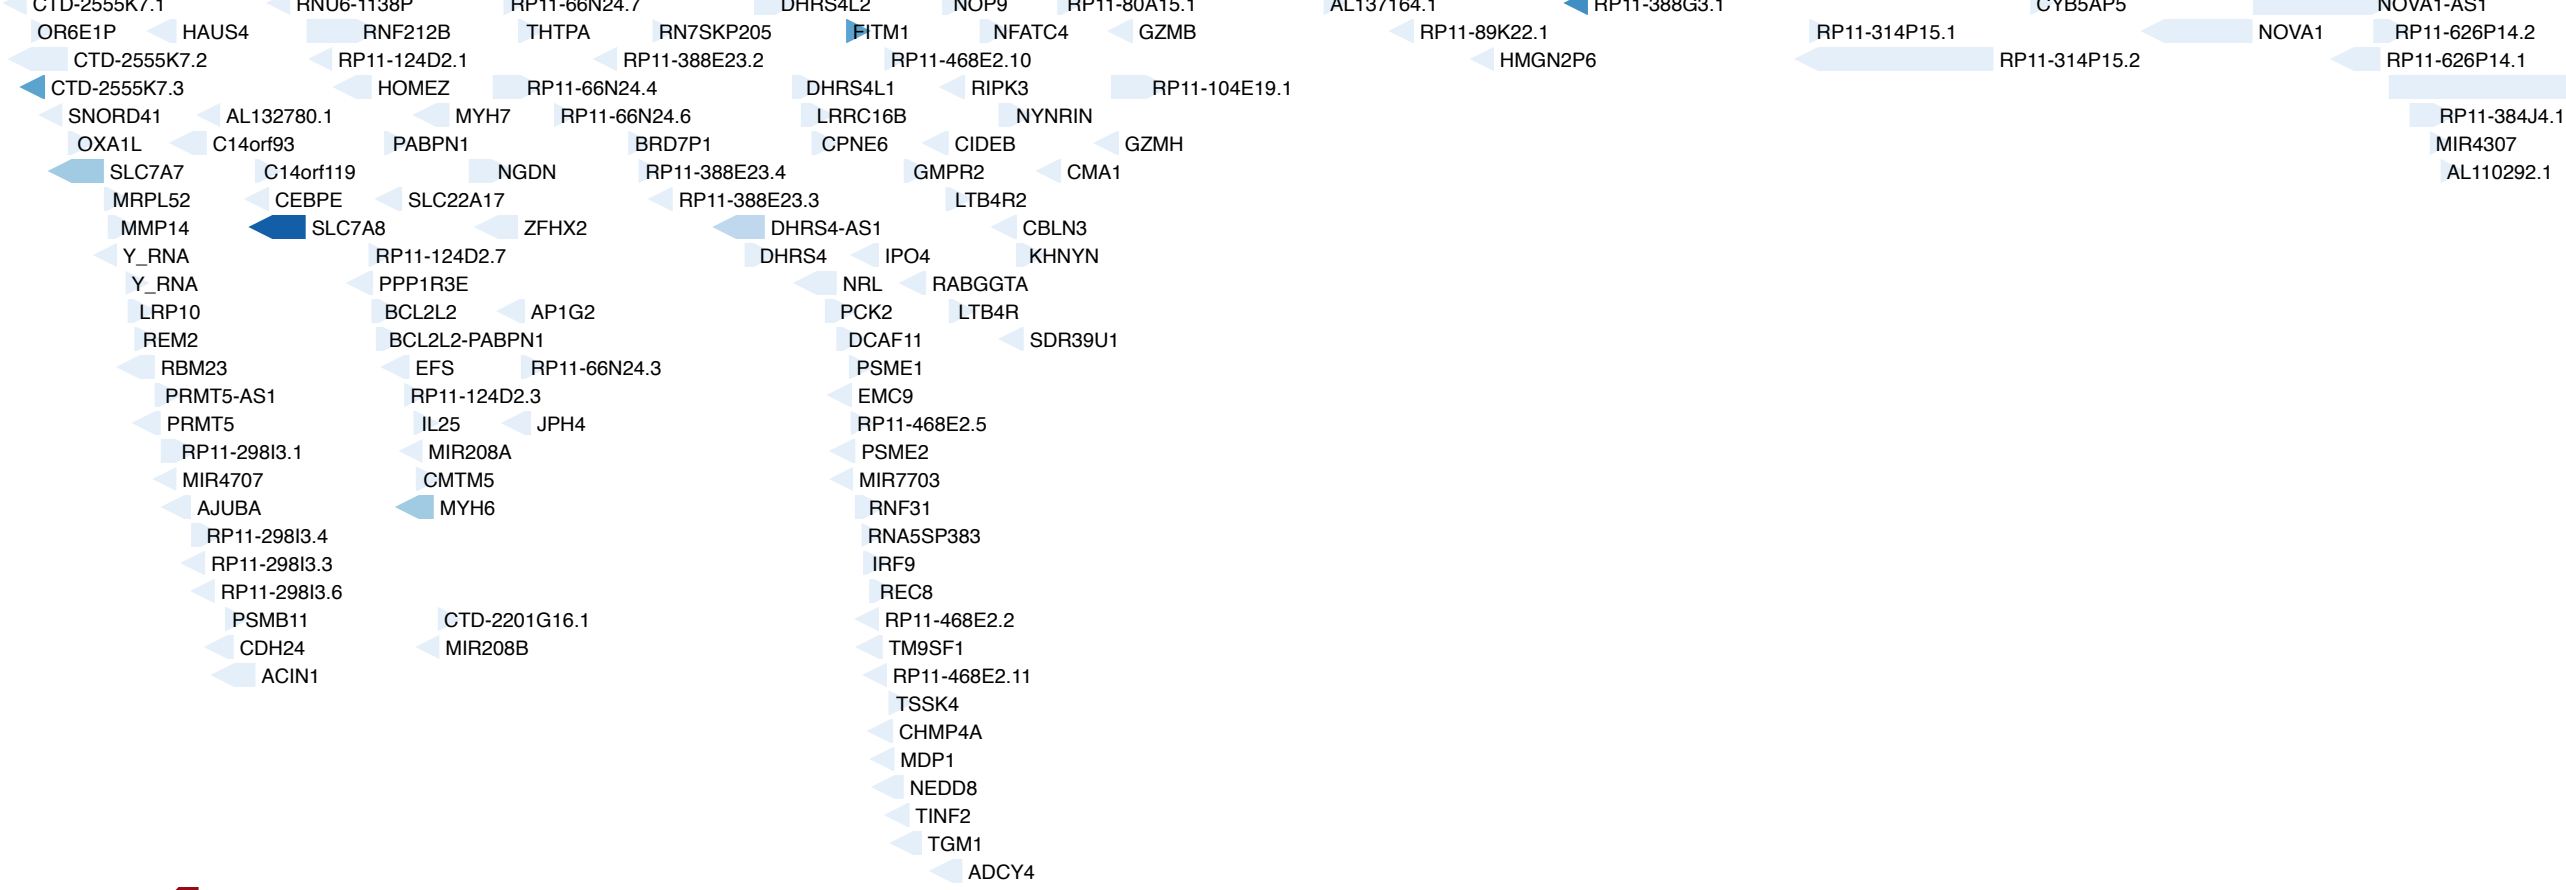 CTD-2555K7.1 RNU6-1138P RP11-66N24.7 DHRS4L2 NOP9 RP11-80A15.1 AL137164.1 RP11-388G3.1 CYB5AP5 NOVA1-AS1
OR6E1P HAUS4 RNF212B THTPA RN7SKP205 FITM1 NFATC4 GZMB RP11-89K22.1 RP11-314P15.1 NOVA1 RP11-626P14.2
CTD-2555K7.2 RP11-124D2.1 RP11-388E23.2 RP11-468E2.10 HMGN2P6 RP11-314P15.2 RP11-626P14.1
CTD-2555K7.3 HOMEZ RP11-66N24.4 DHRS4L1 RIPK3 RP11-104E19.1
SNORD41 AL132780.1 MYH7 RP11-66N24.6 LRRC16B NYNRIN RP11-384J4.1
OXA1L C14orf93 PABPN1 BRD7P1 CPNE6 CIDEB GZMH MIR4307
SLC7A7 C14orf119 NGDN RP11-388E23.4 GMPR2 CMA1 AL110292.1
MRPL52 CEBPE SLC22A17 RP11-388E23.3 LTB4R2
MMP14 SLC7A8 ZFHX2 DHRS4-AS1 CBLN3
Y_RNA RP11-124D2.7 DHRS4 IPO4 KHNYN
Y_RNA PPP1R3E NRL RABGGTA
LRP10 BCL2L2 AP1G2 PCK2 LTB4R
REM2 BCL2L2-PABPN1 DCAF11 SDR39U1
RBM23 EFS RP11-66N24.3 PSME1
PRMT5-AS1 RP11-124D2.3 EMC9
PRMT5 IL25 JPH4 RP11-468E2.5
RP11-298I3.1 MIR208A PSME2
MIR4707 CMTM5 MIR7703
AJUBA MYH6 RNF31
RP11-298I3.4 RNA5SP383
RP11-298I3.3 IRF9
RP11-298I3.6 REC8
PSMB11 CTD-2201G16.1 RP11-468E2.2
CDH24 MIR208B TM9SF1
ACIN1 RP11-468E2.11
TSSK4
CHMP4A
MDP1
NEDD8
TINF2
TGM1
ADCY4